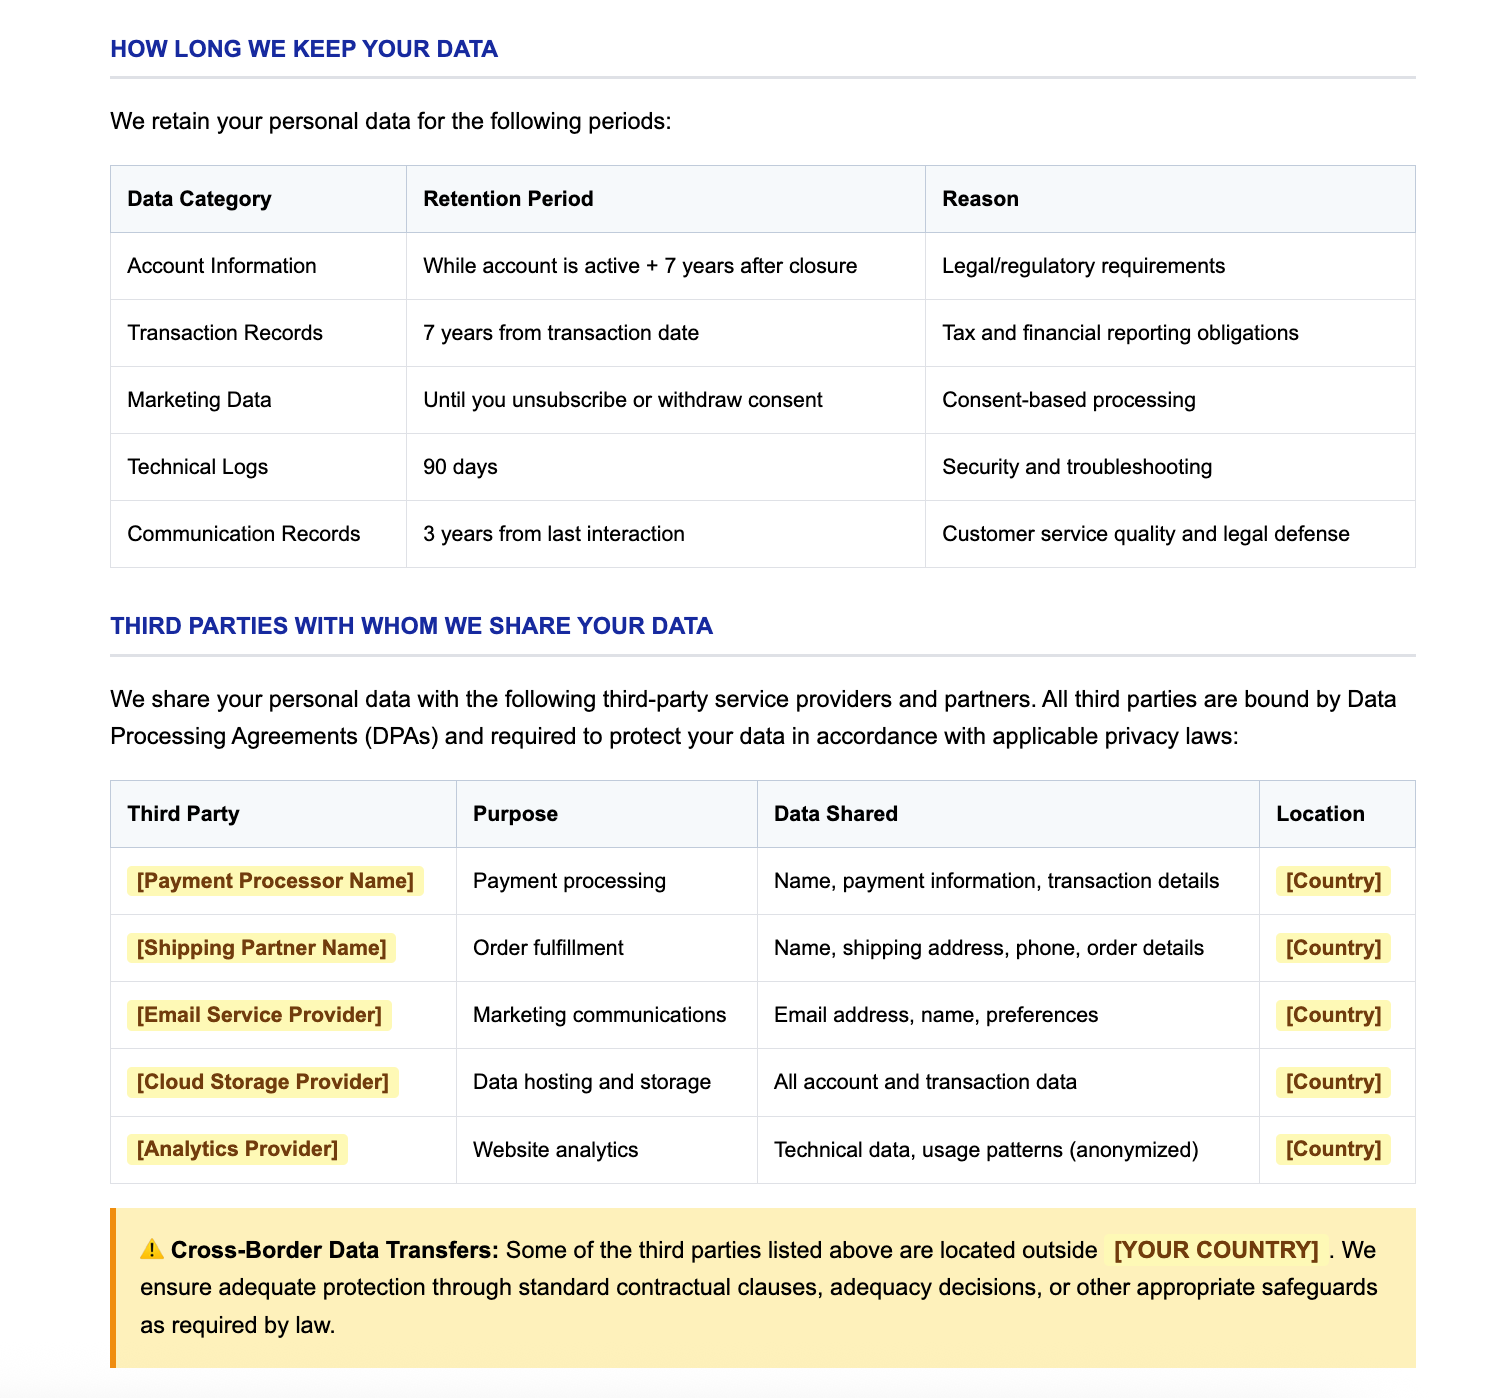 HOW LONG WE KEEP YOUR DATA
We retain your personal data for the following periods:
Data Category Retention Period Reason
Account Information While account is active + 7 years after closure Legal/regulatory requirements
Transaction Records 7 years from transaction date Tax and financial reporting obligations
Marketing Data Until you unsubscribe or withdraw consent Consent-based processing
Technical Logs 90 days Security and troubleshooting
Communication Records 3 years from last interaction Customer service quality and legal defense
THIRD PARTIES WITH WHOM WE SHARE YOUR DATA
We share your personal data with the following third-party service providers and partners. All third parties are bound by Data
Processing Agreements (DPAs) and required to protect your data in accordance with applicable privacy laws:
Third Party Purpose Data Shared Location
[Payment Processor Name] Payment processing Name, payment information, transaction details [Country]
[Shipping Partner Name] Order fulfillment Name, shipping address, phone, order details [Country]
[Email Service Provider] Marketing communications Email address, name, preferences [Country]
[Cloud Storage Provider] Data hosting and storage All account and transaction data [Country]
[Analytics Provider] Website analytics Technical data, usage patterns (anonymized) [Country]
⚠️ Cross-Border Data Transfers: Some of the third parties listed above are located outside [YOUR COUNTRY] . We
ensure adequate protection through standard contractual clauses, adequacy decisions, or other appropriate safeguards
as required by law.